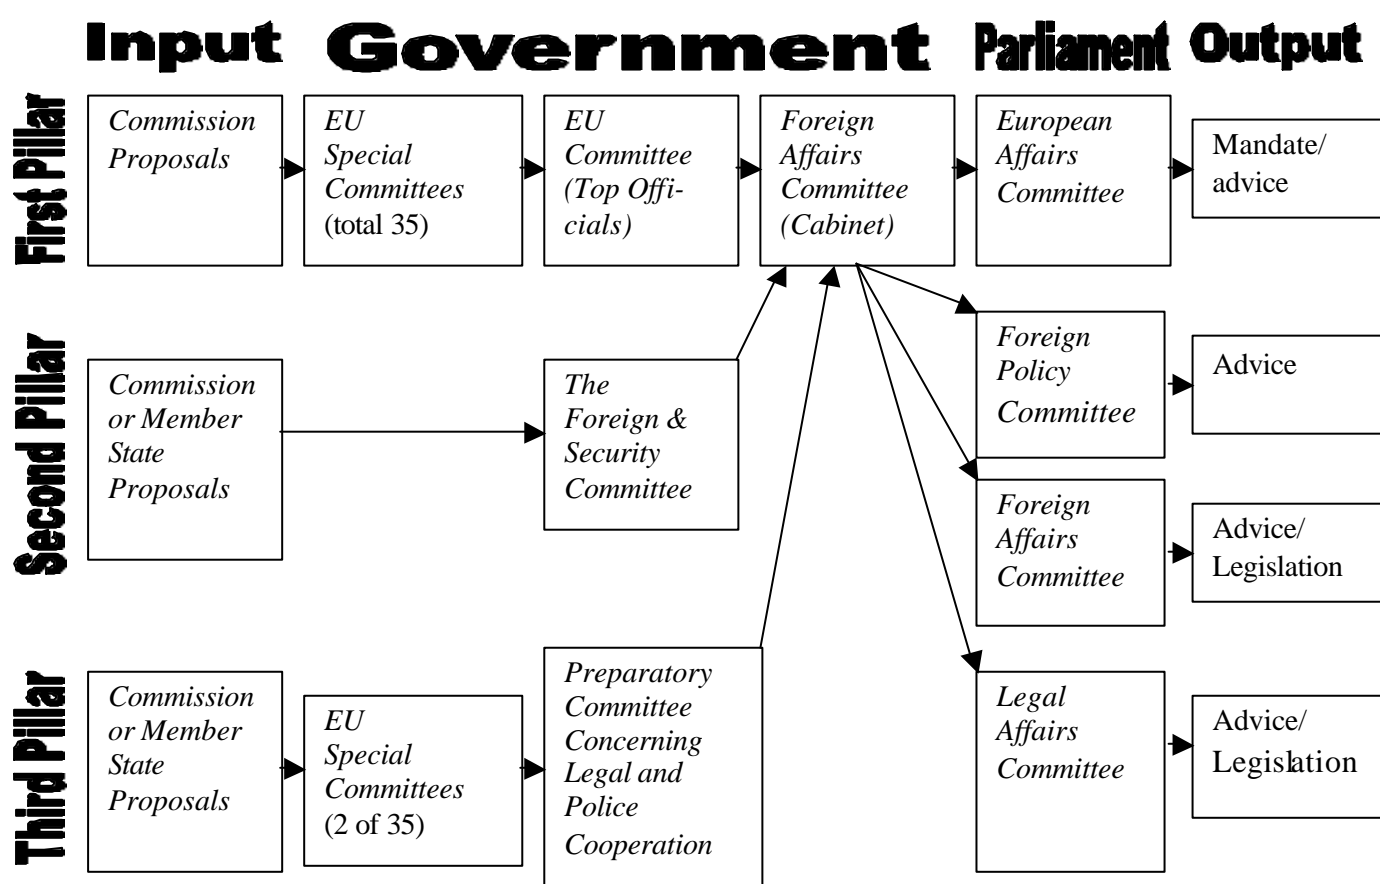 Input Government Parliament Output
First Pillar
Commission
Proposals
EU
Special
Committees
(total 35)
EU
Committee
(Top Offi-
cials)
Foreign
Affairs
Committee
(Cabinet)
European
Affairs
Committee
Mandate/
advice
Second Pillar
Commission
or Member
State
Proposals
The
Foreign &
Security
Committee
Foreign
Policy
Committee
Advice
Foreign
Affairs
Committee
Advice/
Legislation
Third Pillar
Commission
or Member
State
Proposals
EU
Special
Committees
(2 of 35)
Preparatory
Committee
Concerning
Legal and
Police
Cooperation
Legal
Affairs
Committee
Advice/
Legislation